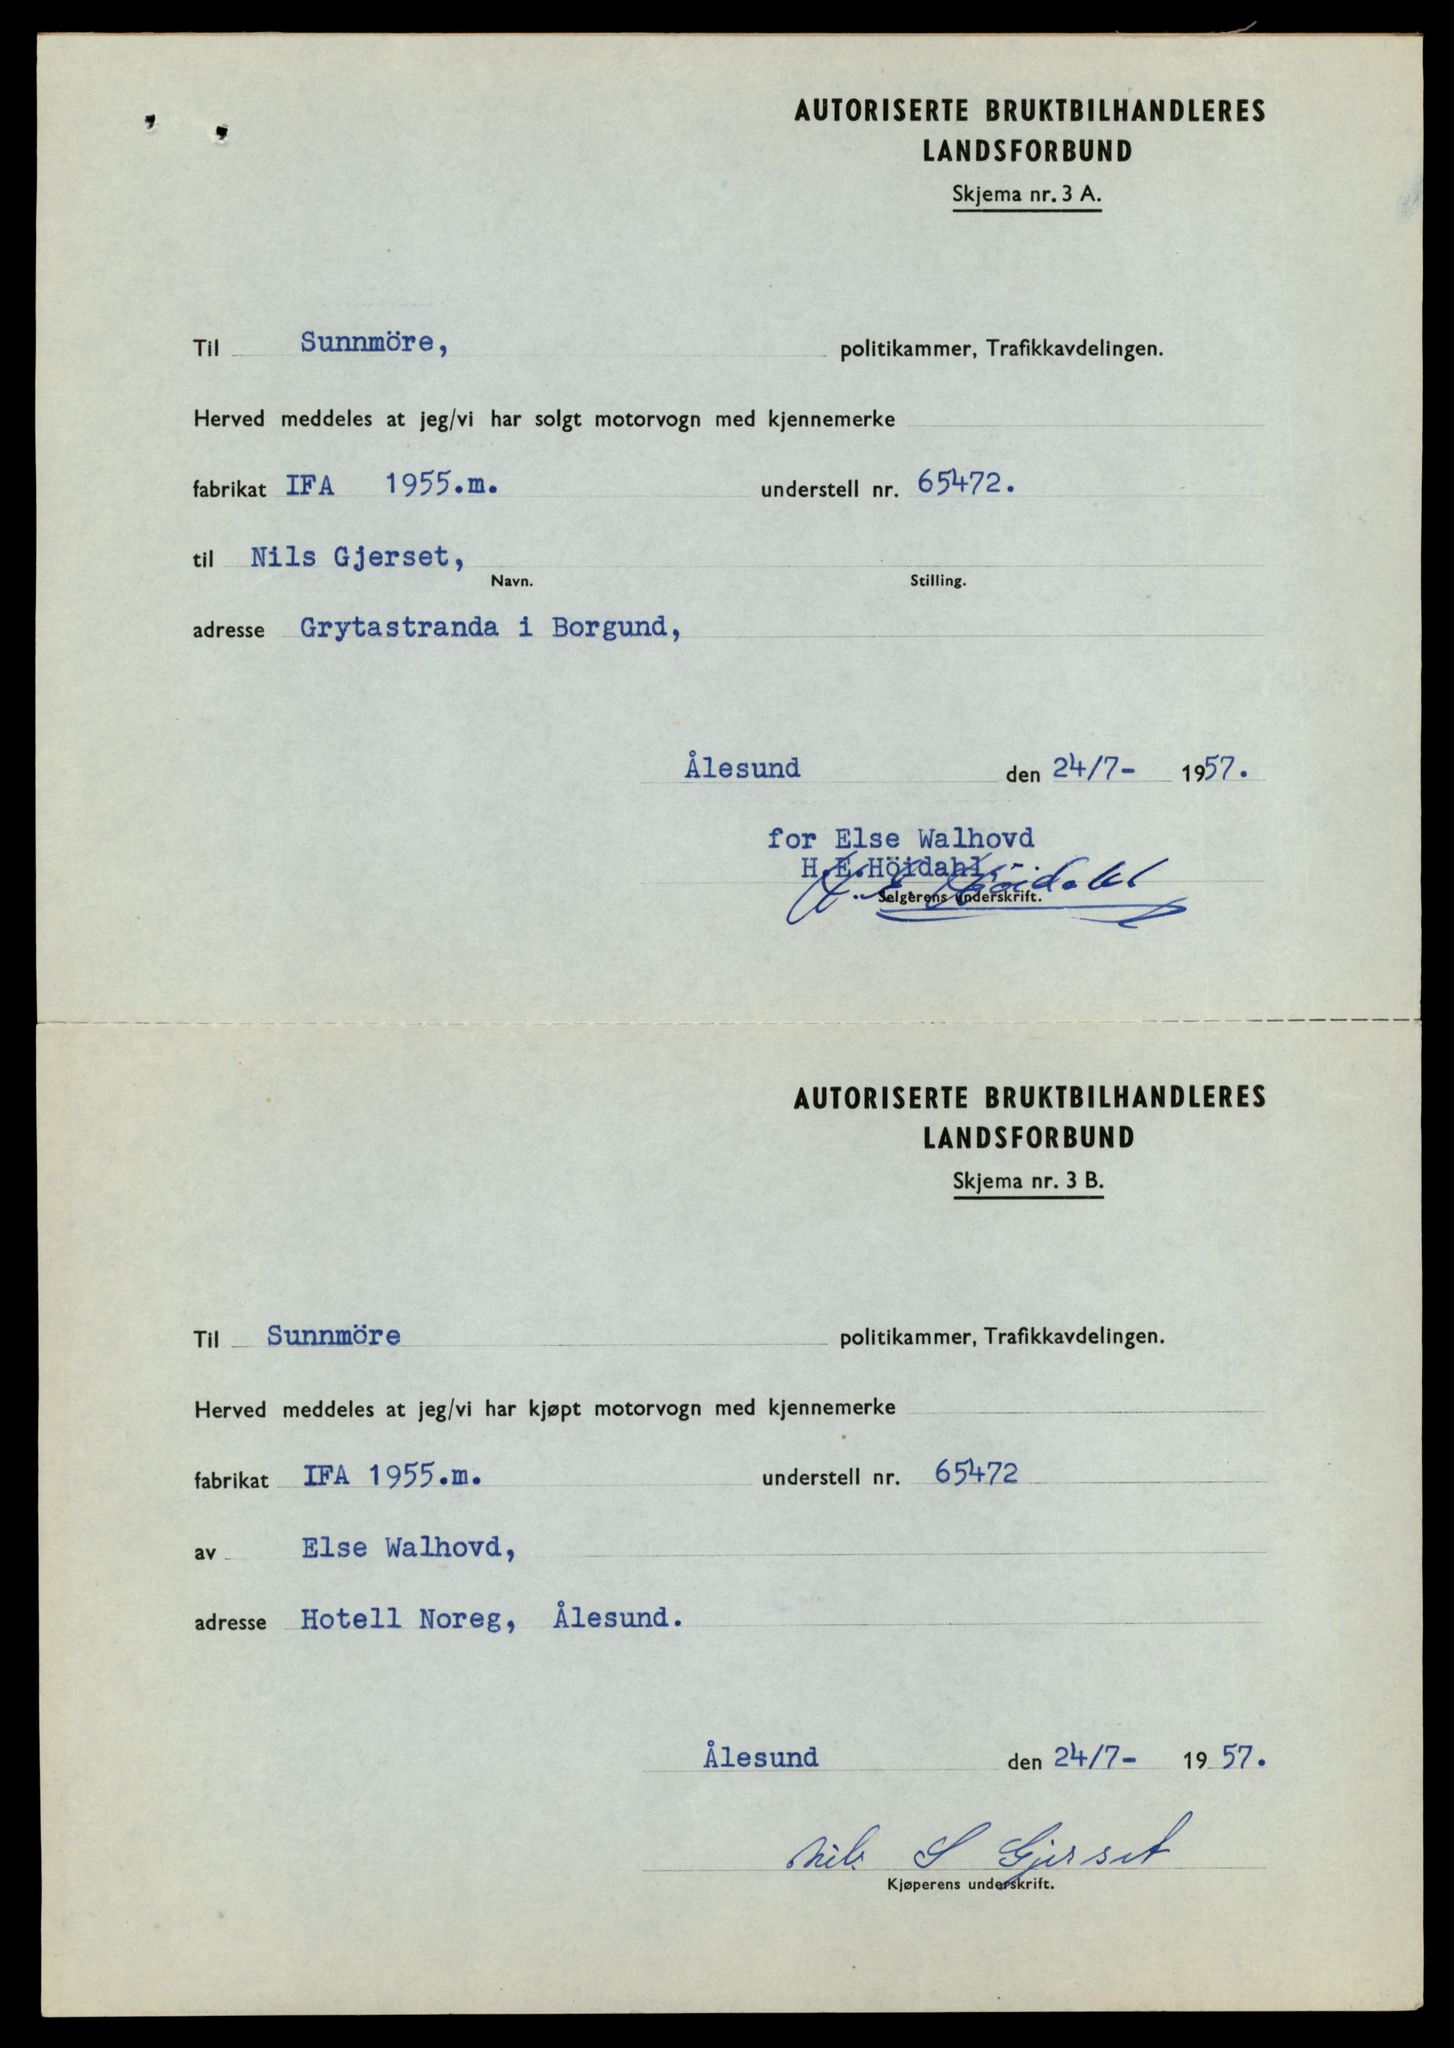 AUTORISERTE BRUKTBILHANDLERES
LANDSFORBUND
Skjema nr. 3 A.
Til Sunnmöre, politikammer, Trafikkavdelingen.
Herved meddeles at jeg/vi har solgt motorvogn med kjennemerke
fabrikat IFA 1955.m. understell nr. 65472.
til Nils Gjerset,
Navn. Stilling.
adresse Grytastranda i Borgund,
Ålesund den 24/7- 1957.
for Else Walhovd
H.E.Höidahl.
H. E. Höidahl
Selgerens underskrift.
AUTORISERTE BRUKTBILHANDLERES
LANDSFORBUND
Skjema nr. 3 B.
Til Sunnmöre politikammer, Trafikkavdelingen.
Herved meddeles at jeg/vi har kjøpt motorvogn med kjennemerke
fabrikat IFA 1955.m. understell nr. 65472
av Else Walhovd,
adresse Hotell Noreg, Ålesund.
Ålesund den 24/7- 19 57.
Nils S Gjerset
Kjøperens underskrift.